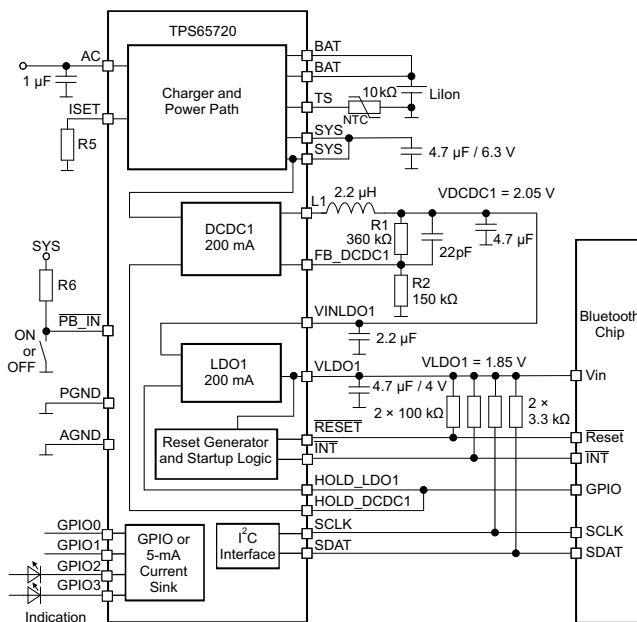 TPS65720
AC
1 µF
ISET
R5
Charger and
Power Path
BAT
BAT
TS
10kΩ
NTC
LiIon
SYS
SYS
4.7 µF / 6.3 V
2.2 µH
L1
VDCDC1 = 2.05 V
DCDC1
200 mA
R1
360 kΩ
22pF
4.7 µF
FB_DCDC1
R2
150 kΩ
SYS
R6
PB_IN
ON
or
OFF
VINLDO1
2.2 µF
Bluetooth
Chip
LDO1
200 mA
VLDO1
VLDO1 = 1.85 V
Vin
4.7 µF / 4 V
2 × 100 kΩ
2 ×
3.3 kΩ
PGND
AGND
Reset Generator
and Startup Logic
RESET
Reset
INT
INT
HOLD_LDO1
GPIO
HOLD_DCDC1
GPIO0
GPIO1
GPIO2
GPIO3
GPIO or
5-mA
Current
Sink
I2C
Interface
SCLK
SCLK
SDAT
SDAT
Indication